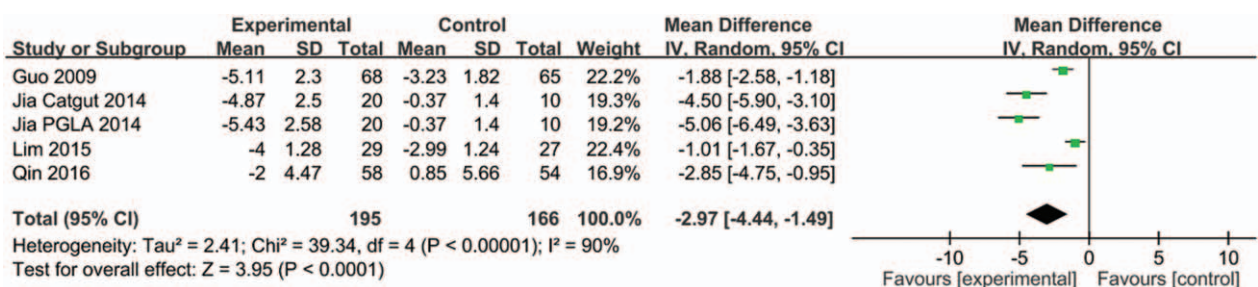 Experimental Control Mean Difference Mean Difference
Study or Subgroup Mean SD Total Mean SD Total Weight IV, Random, 95% CI IV, Random, 95% CI
Guo 2009 -5.11 2.3 68 -3.23 1.82 65 22.2% -1.88 [-2.58, -1.18]
Jia Catgut 2014 -4.87 2.5 20 -0.37 1.4 10 19.3% -4.50 [-5.90, -3.10]
Jia PGLA 2014 -5.43 2.58 20 -0.37 1.4 10 19.2% -5.06 [-6.49, -3.63]
Lim 2015 -4 1.28 29 -2.99 1.24 27 22.4% -1.01 [-1.67, -0.35]
Qin 2016 -2 4.47 58 0.85 5.66 54 16.9% -2.85 [-4.75, -0.95]
Total (95% CI) 195 166 100.0% -2.97 [-4.44, -1.49]
Heterogeneity: Tau² = 2.41; Chi² = 39.34, df = 4 (P < 0.00001); I² = 90%
Test for overall effect: Z = 3.95 (P < 0.0001)
-10 -5 0 5 10
Favours [experimental] Favours [control]